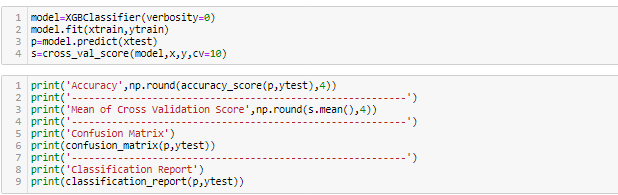 1 model=XGBClassifier(verbosity=0)
2 model.fit(xtrain,ytrain)
3 p=model.predict(xtest)
4 s=cross_val_score(model,x,y,cv=10)
1 print('Accuracy',np.round(accuracy_score(p,ytest),4))
2 print('--------------------------------------------------------')
3 print('Mean of Cross Validation Score',np.round(s.mean(),4))
4 print('--------------------------------------------------------')
5 print('Confusion Matrix')
6 print(confusion_matrix(p,ytest))
7 print('--------------------------------------------------------')
8 print('Classification Report')
9 print(classification_report(p,ytest))